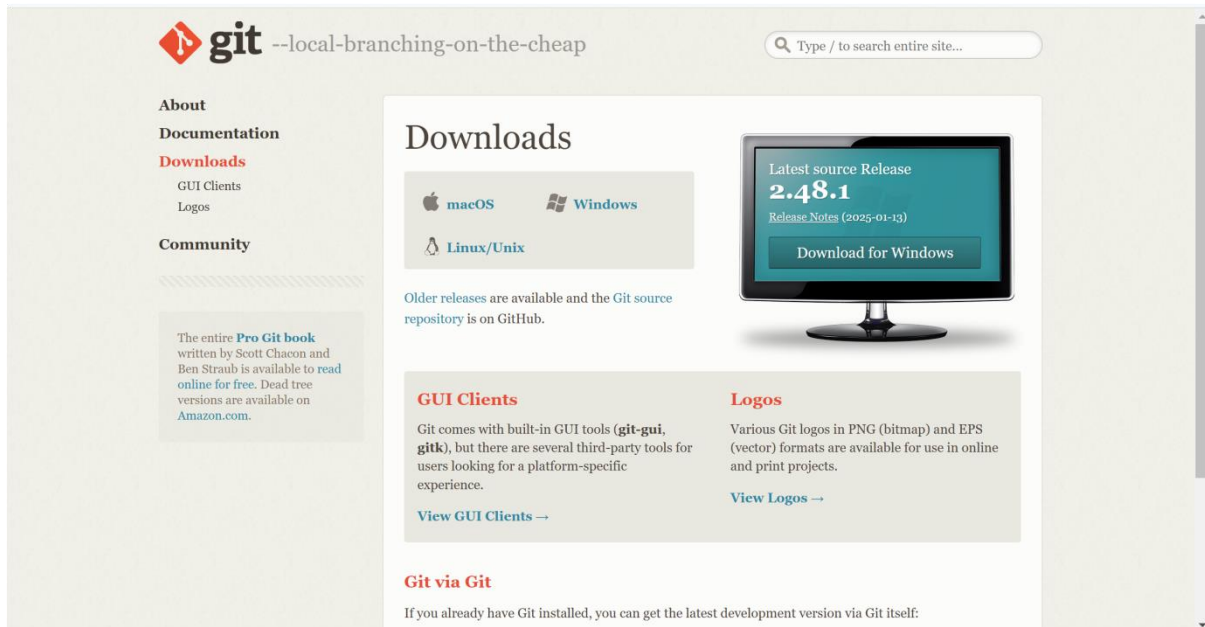 git --local-branching-on-the-cheap
Type / to search entire site...
About
Documentation
Downloads
GUI Clients
Logos
Community
The entire Pro Git book
written by Scott Chacon and
Ben Straub is available to read
online for free. Dead tree
versions are available on
Amazon.com.
Downloads
macOS
Windows
Linux/Unix
Older releases are available and the Git source
repository is on GitHub.
Latest source Release
2.48.1
Release Notes (2025-01-13)
Download for Windows
GUI Clients
Git comes with built-in GUI tools (git-gui,
gitk), but there are several third-party tools for
users looking for a platform-specific
experience.
View GUI Clients →
Logos
Various Git logos in PNG (bitmap) and EPS
(vector) formats are available for use in online
and print projects.
View Logos →
Git via Git
If you already have Git installed, you can get the latest development version via Git itself: